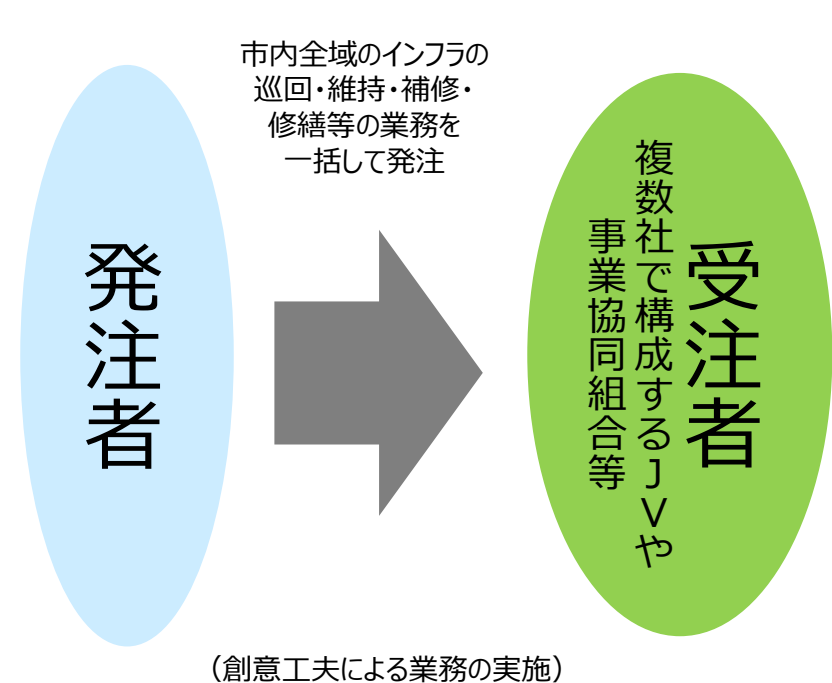 市内全域のインフラの
巡回・維持・補修・
修繕等の業務を
一括して発注
発注者
受注者
複数社で構成するJVや
事業協同組合等
（創意工夫による業務の実施）